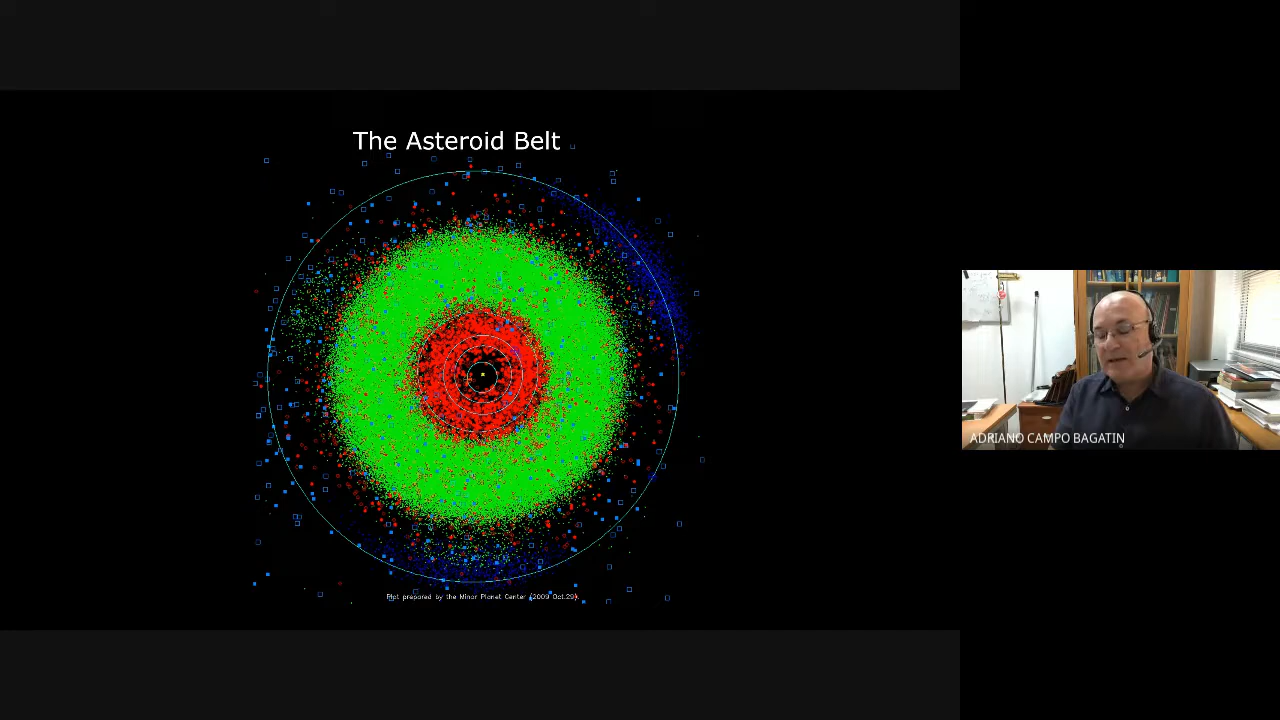 The Asteroid Belt
Plot prepared by the Minor Planet Center (2009 Oct.29).
ADRIANO CAMPO BAGATIN